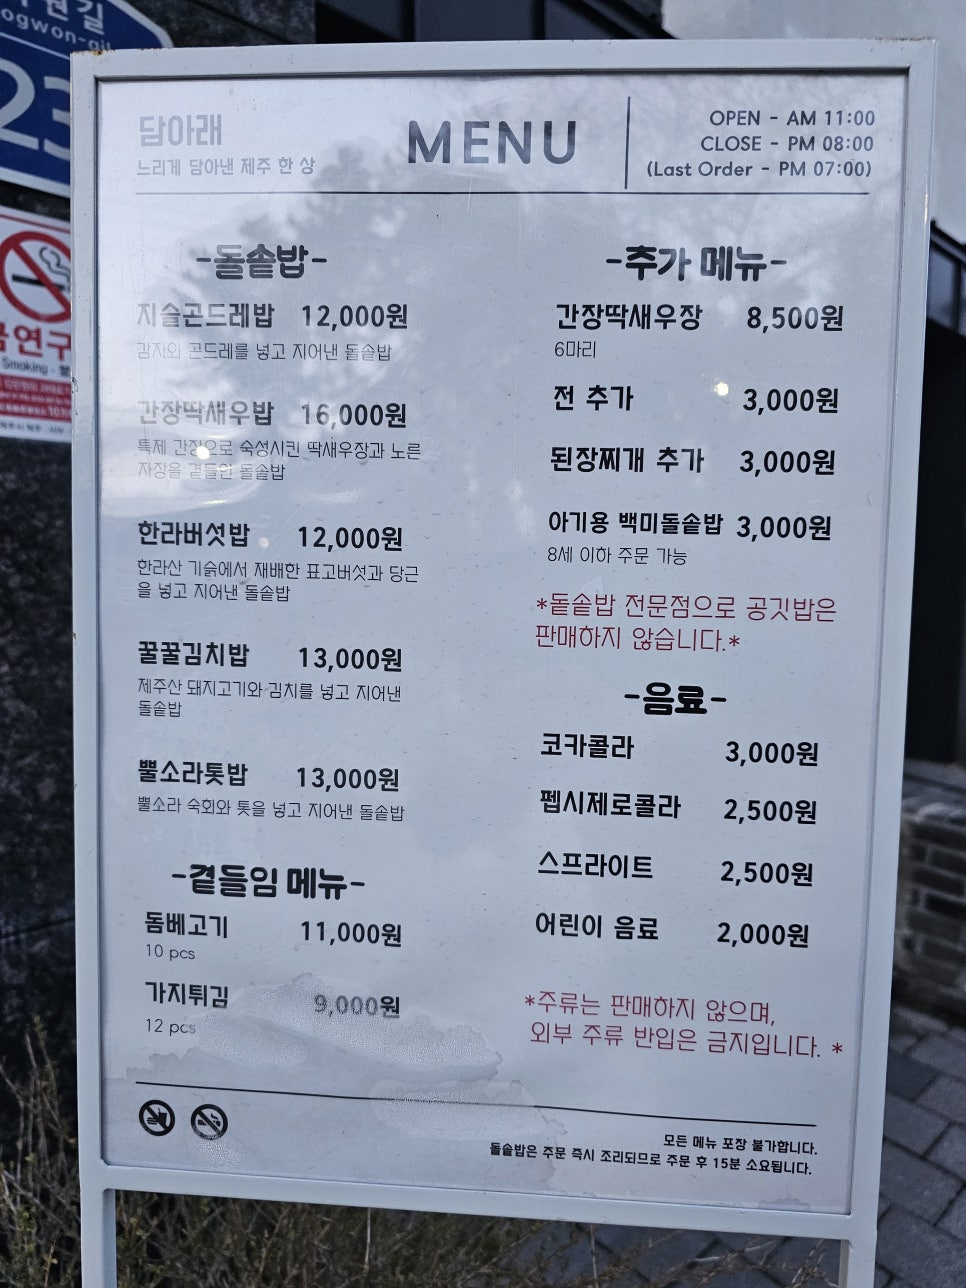 23
Smoking
담아래
느리게 담아낸 제주 한 상
MENU
OPEN - AM 11:00
CLOSE - PM 08:00
(Last Order - PM 07:00)
-돌솥밥-
지슬곤드레밥 12,000원
감자와 곤드레를 넣고 지어낸 돌솥밥
간장딱새우밥 16,000원
특제 간장으로 숙성시킨 딱새우장과 노른
자장을 곁들인 돌솥밥
한라버섯밥 12,000원
한라산 기슭에서 재배한 표고버섯과 당근
을 넣고 지어낸 돌솥밥
꿀꿀김치밥 13,000원
제주산 돼지고기와 김치를 넣고 지어낸
돌솥밥
뿔소라톳밥 13,000원
뿔소라 숙회와 톳을 넣고 지어낸 돌솥밥
-곁들임 메뉴-
돔베고기 11,000원
10 pcs
가지튀김 9,000원
12 pcs
-추가 메뉴-
간장딱새우장 8,500원
6마리
전 추가 3,000원
된장찌개 추가 3,000원
아기용 백미돌솥밥 3,000원
8세 이하 주문 가능
*돌솥밥 전문점으로 공깃밥은
판매하지 않습니다.*
-음료-
코카콜라 3,000원
펩시제로콜라 2,500원
스프라이트 2,500원
어린이 음료 2,000원
*주류는 판매하지 않으며,
외부 주류 반입은 금지입니다. *
모든 메뉴 포장 불가합니다.
돌솥밥은 주문 즉시 조리되므로 주문 후 15분 소요됩니다.